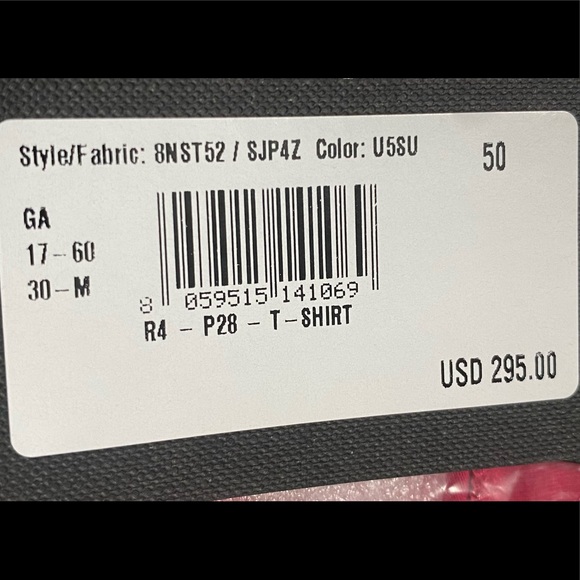 Style/Fabric: 8NST52 / SJP4Z Color: U5SU 50
GA
17-60
30-M
8 059515 141069
R4 - P28 - T-SHIRT
USD 295.00